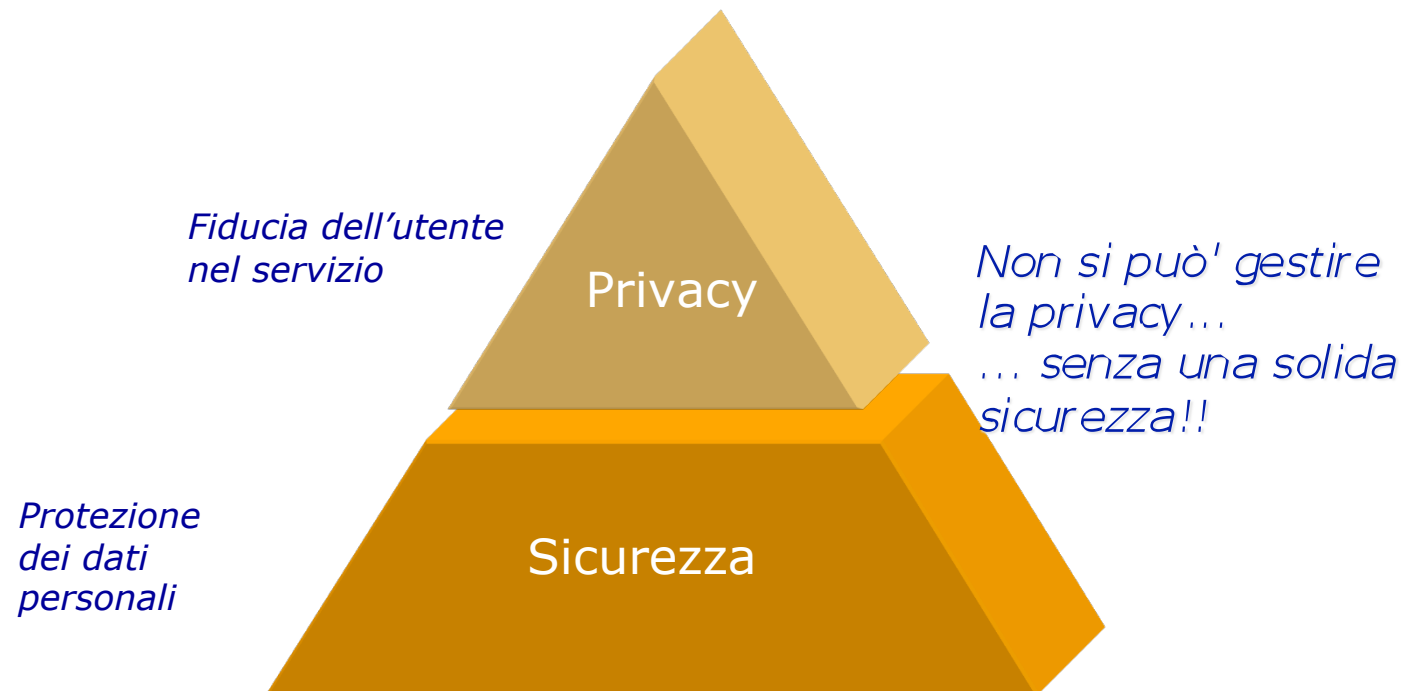 Fiducia dell’utente
nel servizio
Privacy
Non si può' gestire
la privacy...
... senza una solida
sicurezza!!
Protezione
dei dati
personali
Sicurezza